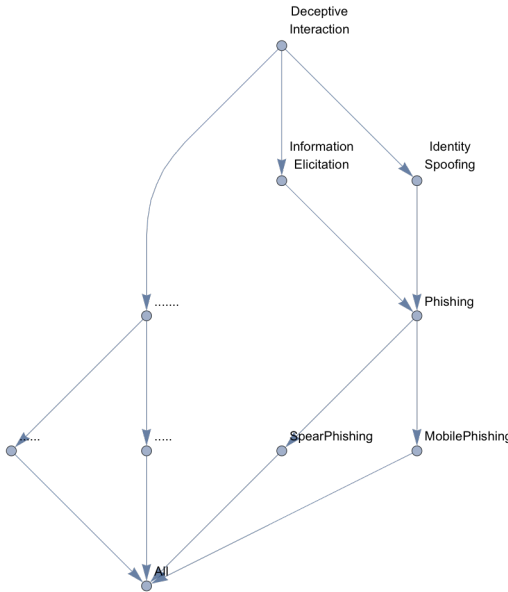 Deceptive
Interaction
Information
Elicitation
Identity
Spoofing
.......
Phishing
......
.....
SpearPhishing
MobilePhishing
All